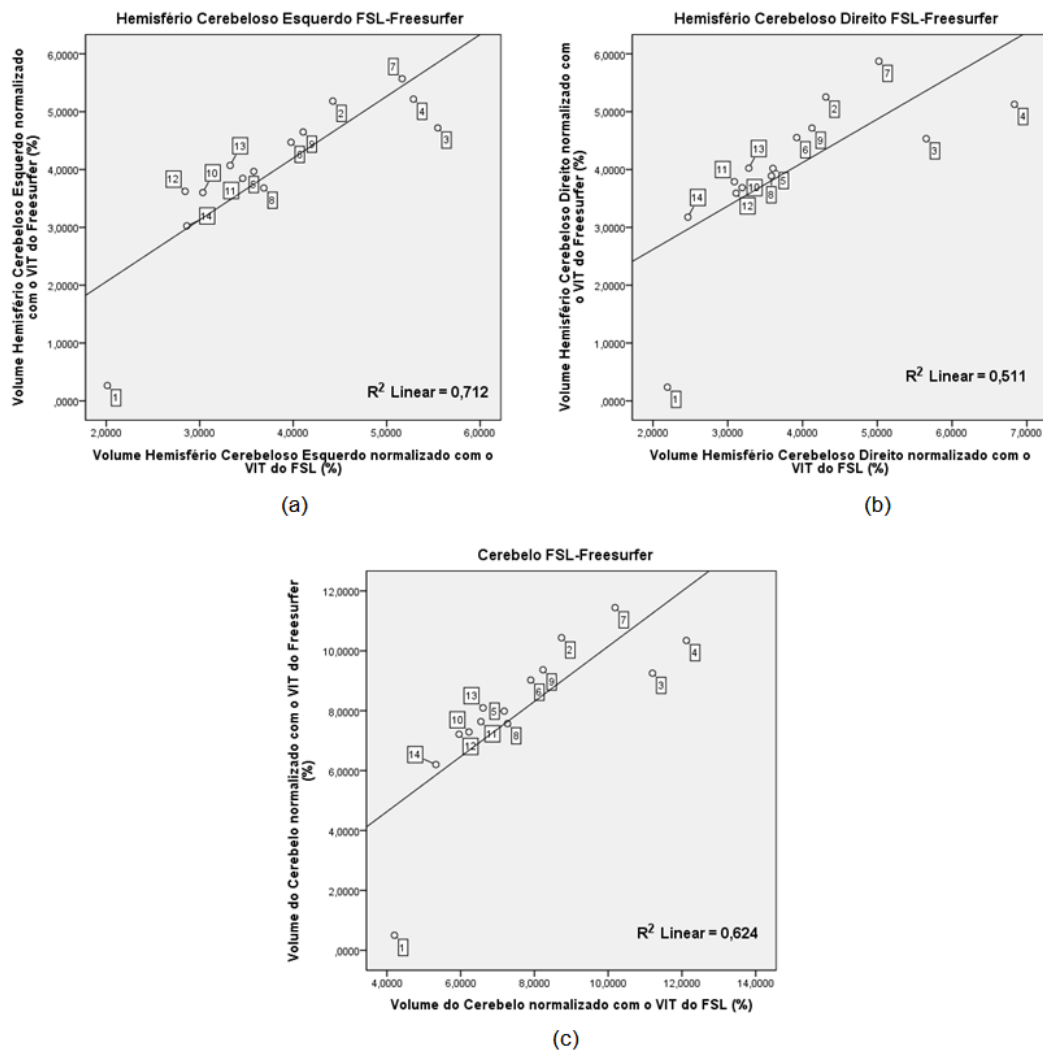 Hemisfério Cerebeloso Esquerdo FSL-Freesurfer
Volume Hemisfério Cerebeloso Esquerdo normalizado
com o VIT do Freesurfer (%)
6,0000
5,0000
4,0000
3,0000
2,0000
1,0000
,0000
7
2
4
3
9
6
13
10
12
11
5
8
14
1
R² Linear = 0,712
2,0000 3,0000 4,0000 5,0000 6,0000
Volume Hemisfério Cerebeloso Esquerdo normalizado com o
VIT do FSL (%)
(a)
Hemisfério Cerebeloso Direito FSL-Freesurfer
Volume Hemisfério Cerebeloso Direito normalizado com
o VIT do Freesurfer (%)
6,0000
5,0000
4,0000
3,0000
2,0000
1,0000
,0000
7
2
4
3
9
6
13
11
10
5
8
12
14
1
R² Linear = 0,511
2,0000 3,0000 4,0000 5,0000 6,0000 7,0000
Volume Hemisfério Cerebeloso Direito normalizado com o
VIT do FSL (%)
(b)
Cerebelo FSL-Freesurfer
Volume do Cerebelo normalizado com o VIT do Freesurfer
(%)
12,0000
10,0000
8,0000
6,0000
4,0000
2,0000
,0000
7
2
4
3
9
6
13
5
10
11
8
12
14
1
R² Linear = 0,624
4,0000 6,0000 8,0000 10,0000 12,0000 14,0000
Volume do Cerebelo normalizado com o VIT do FSL (%)
(c)